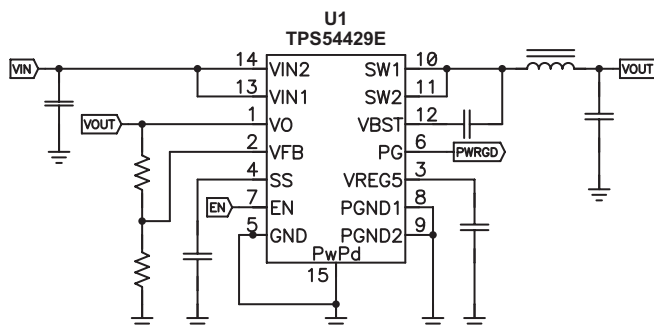 U1
TPS54429E
VIN
14 VIN2 SW1 10
13 VIN1 SW2 11
VOUT
VOUT 1 VO VBST 12
2 VFB PG 6 PWRGD
4 SS VREG5 3
EN 7 EN PGND1 8
5 GND PGND2 9
PwPd
15